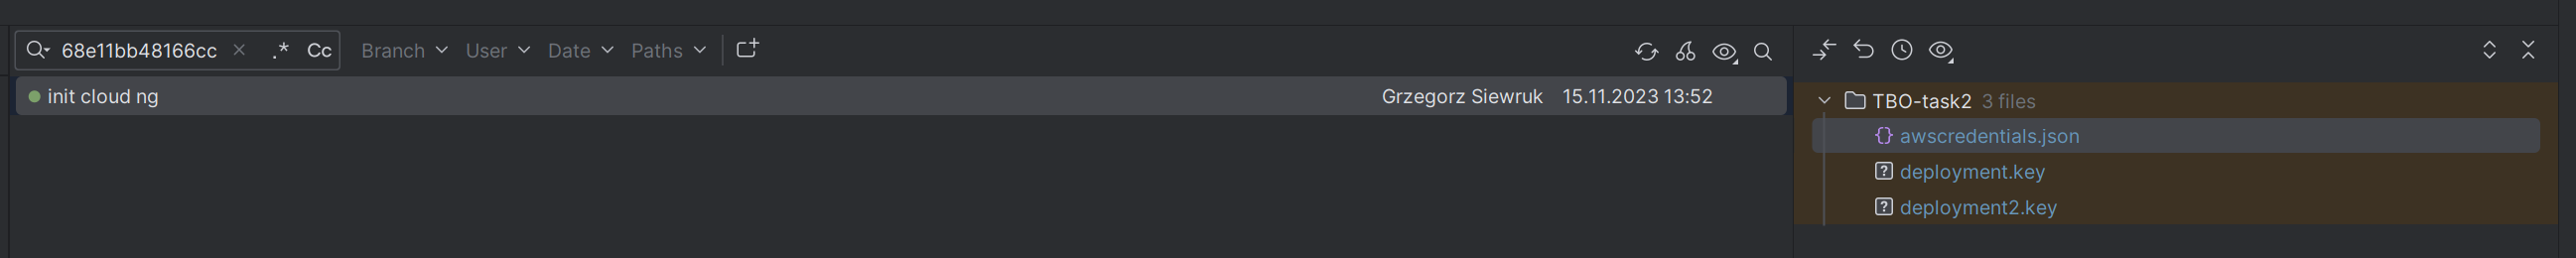 68e11bb48166cc × .* Cc Branch User Date Paths
init cloud ng Grzegorz Siewruk 15.11.2023 13:52
TBO-task2 3 files
{} awscredentials.json
? deployment.key
? deployment2.key